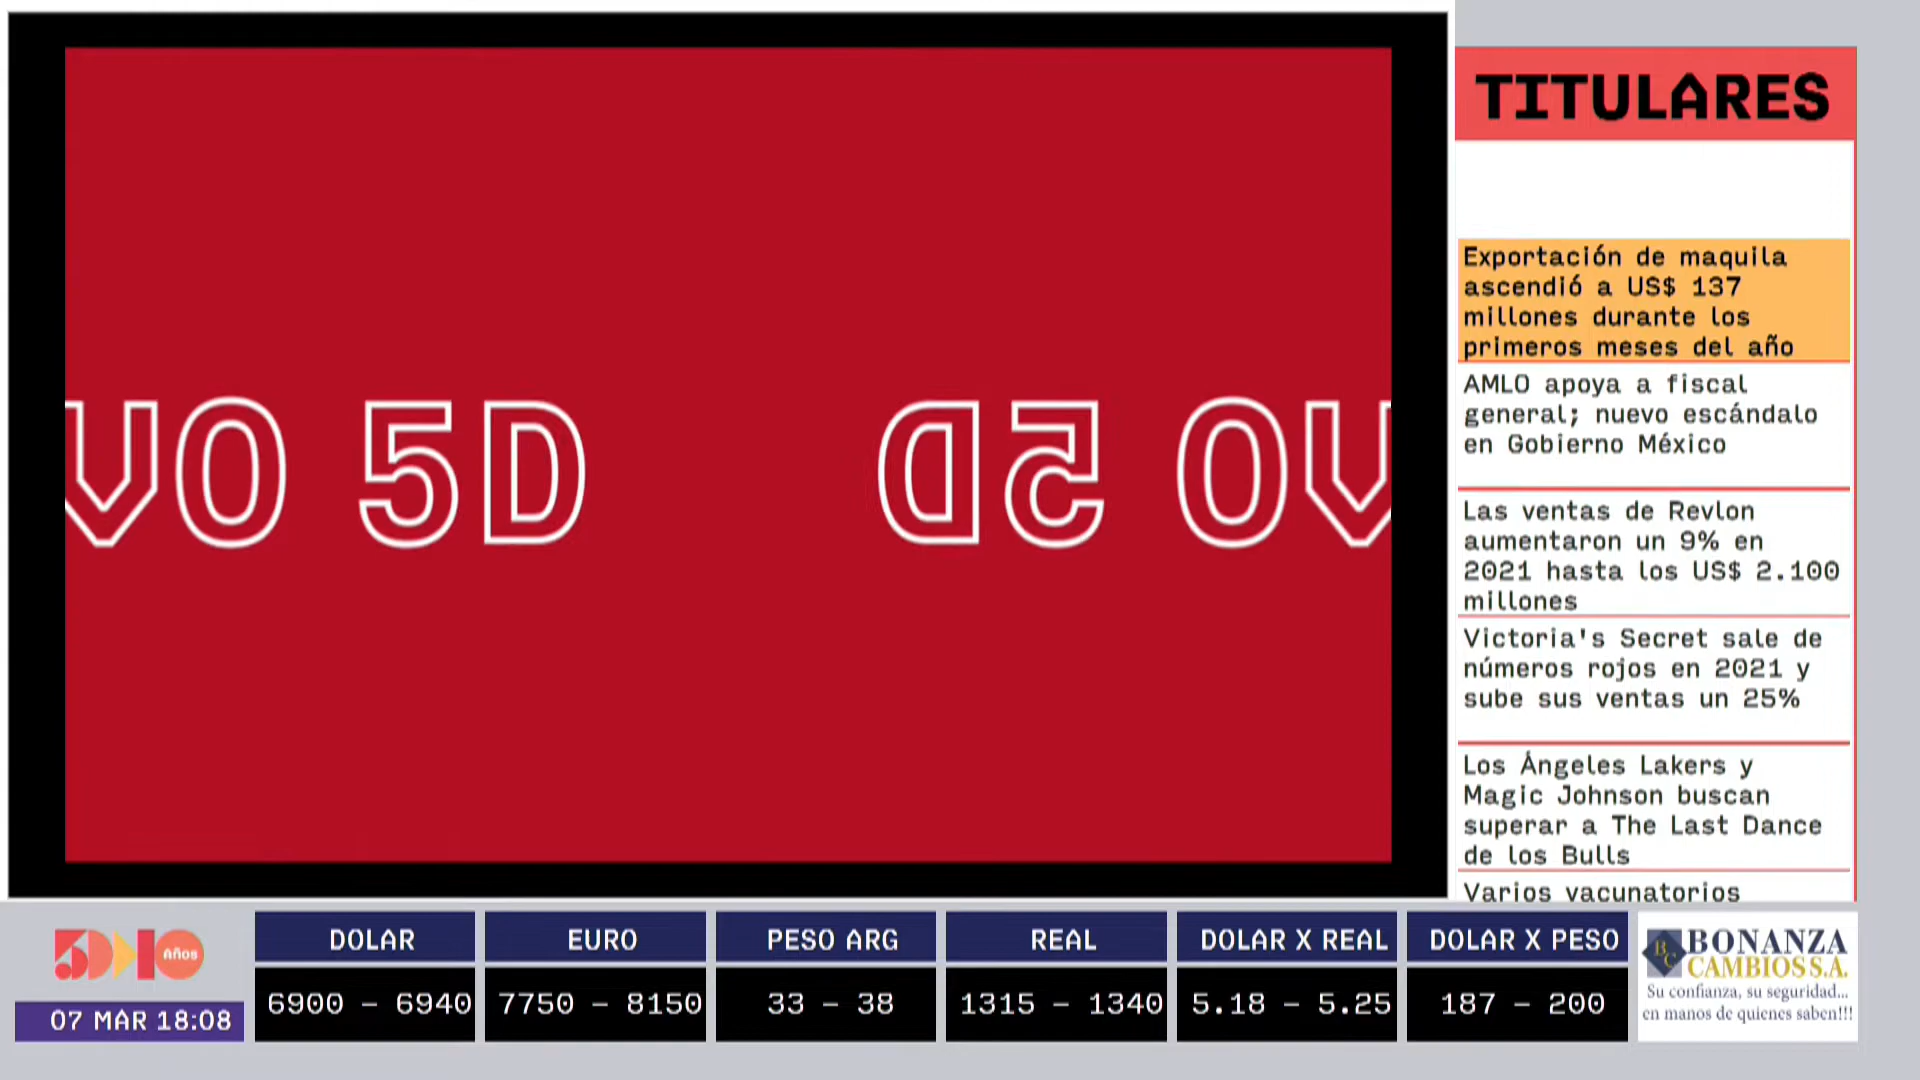 VO 5D
5D OV
TITULARES
Exportación de maquila
ascendió a US$ 137
millones durante los
primeros meses del año
AMLO apoya a fiscal
general; nuevo escándalo
en Gobierno México
Las ventas de Revlon
aumentaron un 9% en
2021 hasta los US$ 2.100
millones
Victoria's Secret sale de
números rojos en 2021 y
sube sus ventas un 25%
Los Ángeles Lakers y
Magic Johnson buscan
superar a The Last Dance
de los Bulls
Varios vacunatorios
5D 10 Años
07 MAR 18:08
DOLAR
6900 - 6940
EURO
7750 - 8150
PESO ARG
33 - 38
REAL
1315 - 1340
DOLAR X REAL
5.18 - 5.25
DOLAR X PESO
187 - 200
BC
BONANZA
CAMBIOS S.A.
Su confianza, su seguridad...
en manos de quienes saben!!!